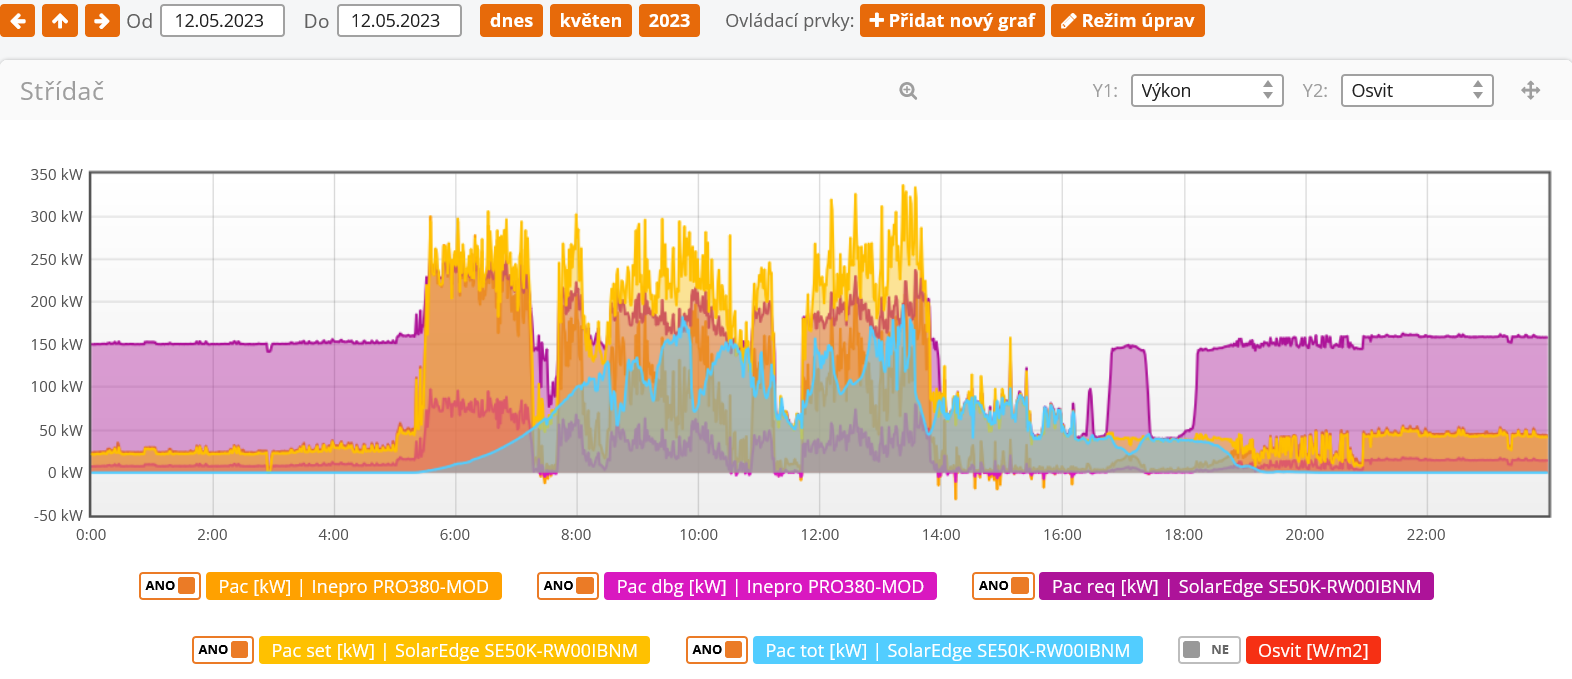 Od 12.05.2023 Do 12.05.2023 dnes květen 2023 Ovládací prvky: Přidat nový graf Režim úprav
Střídač Y1: Výkon Y2: Osvit
350 kW
300 kW
250 kW
200 kW
150 kW
100 kW
50 kW
0 kW
-50 kW
0:00 2:00 4:00 6:00 8:00 10:00 12:00 14:00 16:00 18:00 20:00 22:00
ANO Pac [kW] | Inepro PRO380-MOD ANO Pac dbg [kW] | Inepro PRO380-MOD ANO Pac req [kW] | SolarEdge SE50K-RW00IBNM
ANO Pac set [kW] | SolarEdge SE50K-RW00IBNM ANO Pac tot [kW] | SolarEdge SE50K-RW00IBNM NE Osvit [W/m2]